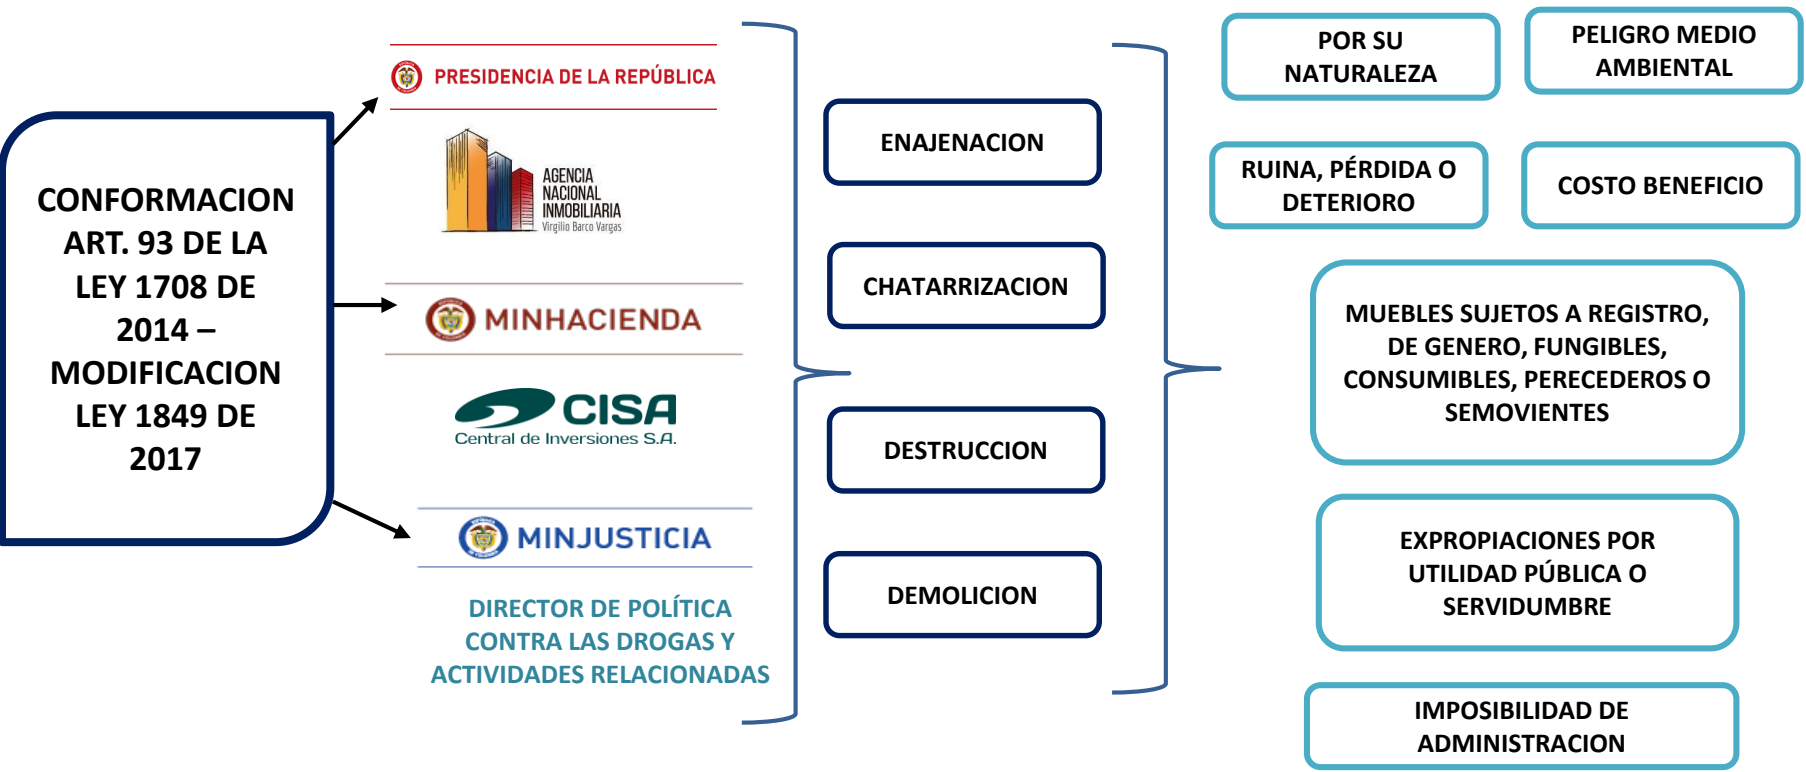 CONFORMACION
ART. 93 DE LA
LEY 1708 DE
2014 –
MODIFICACION
LEY 1849 DE
2017
PRESIDENCIA DE LA REPÚBLICA
AGENCIA
NACIONAL
INMOBILIARIA
Virgilio Barco Vargas
MINHACIENDA
CISA
Central de Inversiones S.A.
MINJUSTICIA
DIRECTOR DE POLÍTICA
CONTRA LAS DROGAS Y
ACTIVIDADES RELACIONADAS
ENAJENACION
CHATARRIZACION
DESTRUCCION
DEMOLICION
POR SU
NATURALEZA
PELIGRO MEDIO
AMBIENTAL
RUINA, PÉRDIDA O
DETERIORO
COSTO BENEFICIO
MUEBLES SUJETOS A REGISTRO,
DE GENERO, FUNGIBLES,
CONSUMIBLES, PERECEDEROS O
SEMOVIENTES
EXPROPIACIONES POR
UTILIDAD PÚBLICA O
SERVIDUMBRE
IMPOSIBILIDAD DE
ADMINISTRACION